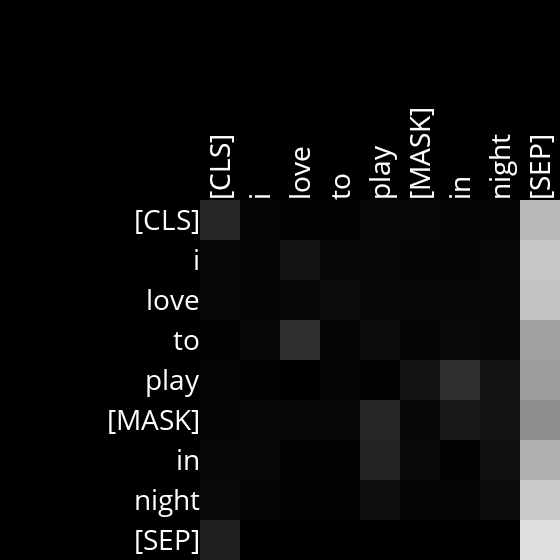 [CLS] i love to play [MASK] in night [SEP]
[CLS]
i
love
to
play
[MASK]
in
night
[SEP]